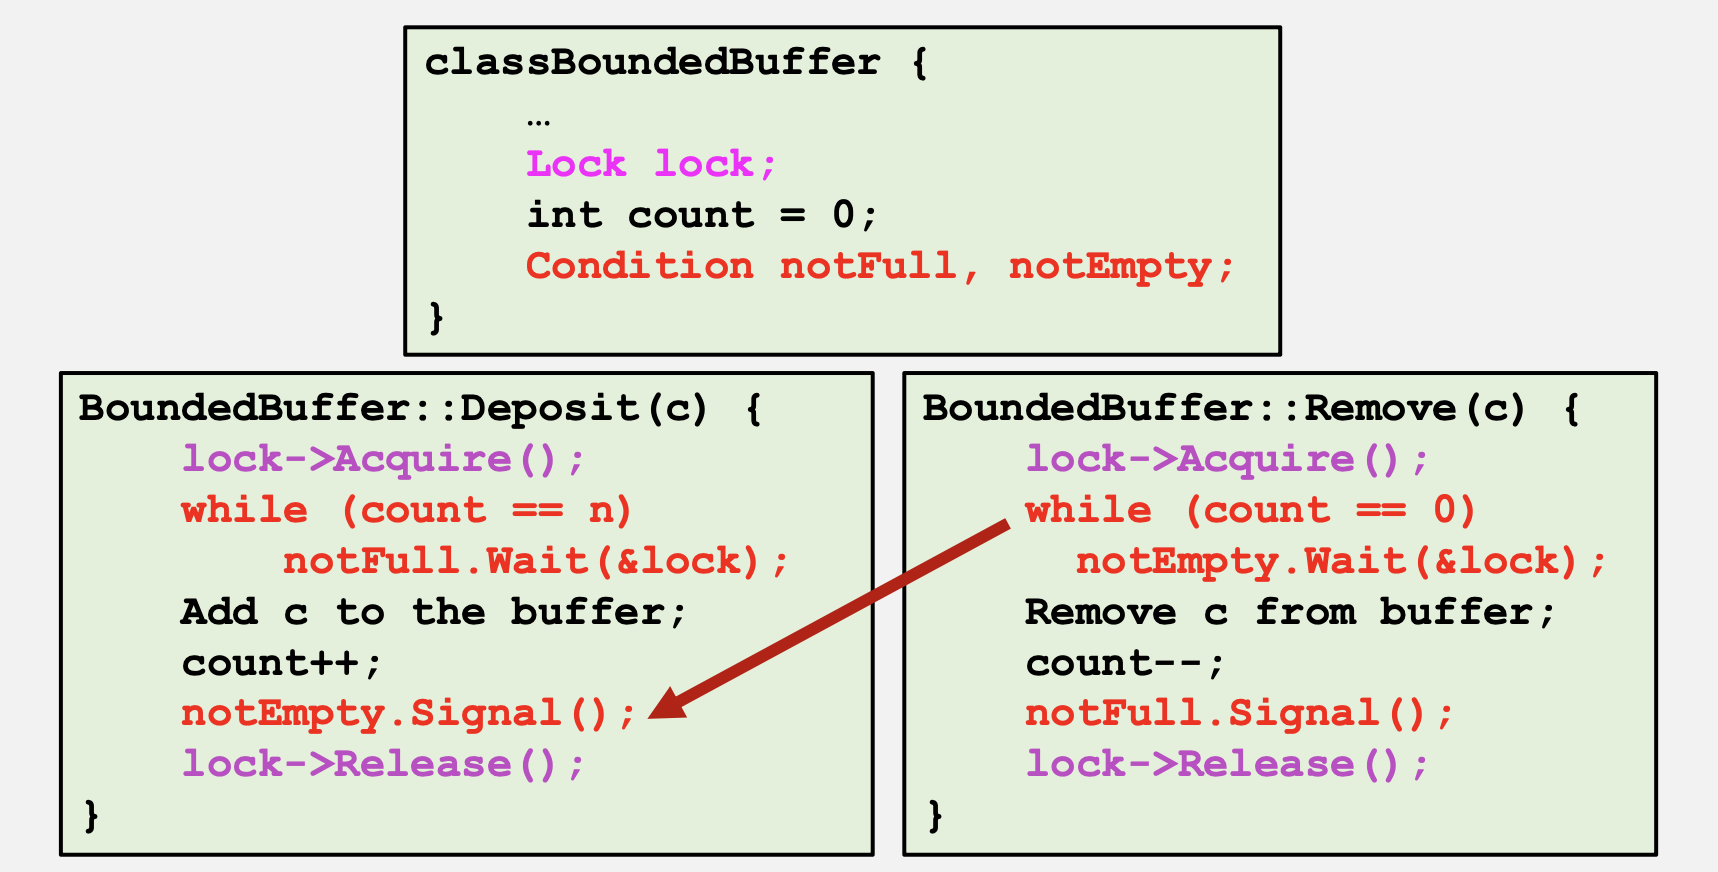 classBoundedBuffer {
…
Lock lock;
int count = 0;
Condition notFull, notEmpty;
}
BoundedBuffer::Deposit(c) {
lock->Acquire();
while (count == n)
notFull.Wait(&lock);
Add c to the buffer;
count++;
notEmpty.Signal();
lock->Release();
}
BoundedBuffer::Remove(c) {
lock->Acquire();
while (count == 0)
notEmpty.Wait(&lock);
Remove c from buffer;
count--;
notFull.Signal();
lock->Release();
}